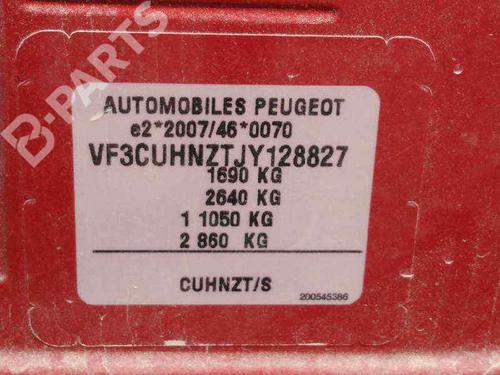 B-PARTS
AUTOMOBILES PEUGEOT
e2*2007/46*0070
VF3CUHNZTJY128827
1690 KG
2640 KG
1 1050 KG
2 860 KG
CUHNZT/S
200545386